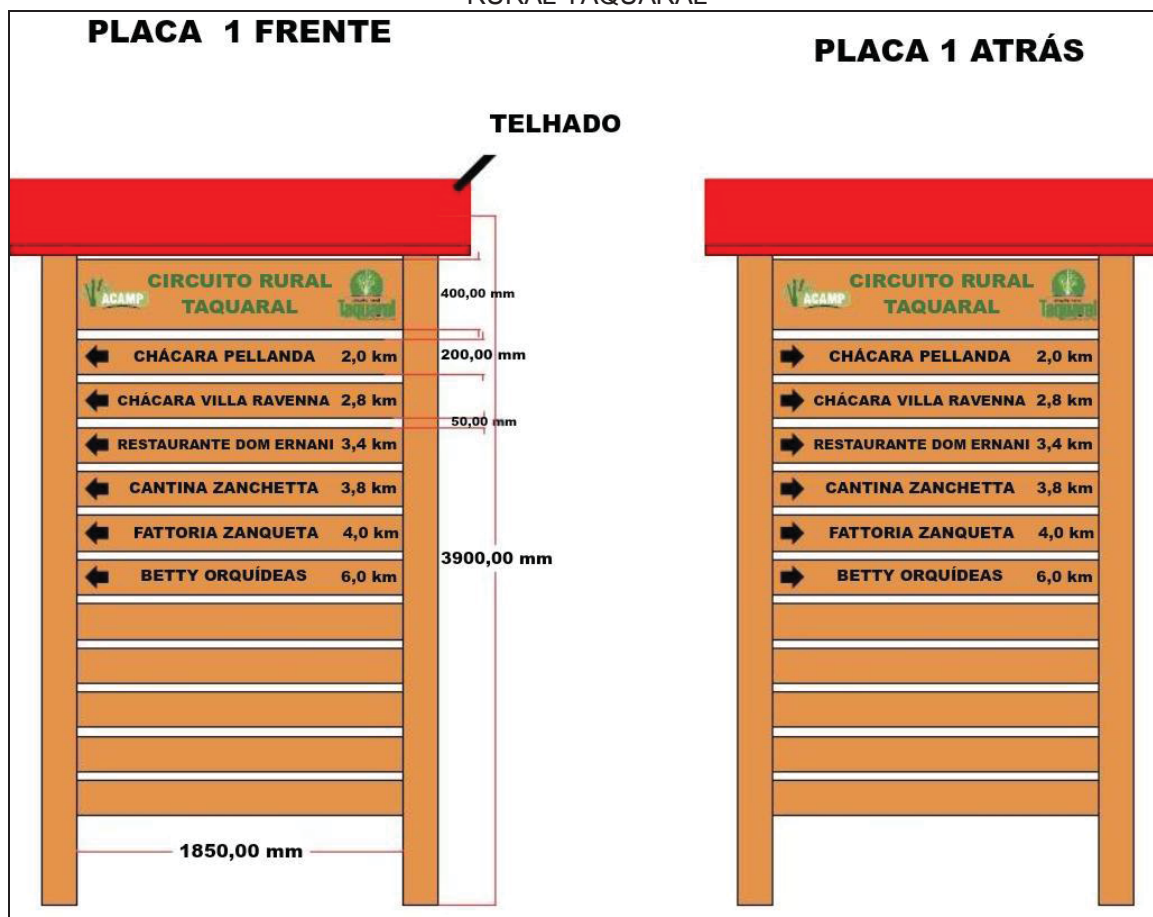 RURAL TAQUARAL
PLACA 1 FRENTE
TELHADO
ACAMP
CIRCUITO RURAL
TAQUARAL
Taquaral
CHÁCARA PELLANDA 2,0 km
CHÁCARA VILLA RAVENNA 2,8 km
RESTAURANTE DOM ERNANI 3,4 km
CANTINA ZANCHETTA 3,8 km
FATTORIA ZANQUETA 4,0 km
BETTY ORQUÍDEAS 6,0 km
400,00 mm
200,00 mm
50,00 mm
3900,00 mm
1850,00 mm
PLACA 1 ATRÁS
ACAMP
CIRCUITO RURAL
TAQUARAL
Taquaral
CHÁCARA PELLANDA 2,0 km
CHÁCARA VILLA RAVENNA 2,8 km
RESTAURANTE DOM ERNANI 3,4 km
CANTINA ZANCHETTA 3,8 km
FATTORIA ZANQUETA 4,0 km
BETTY ORQUÍDEAS 6,0 km